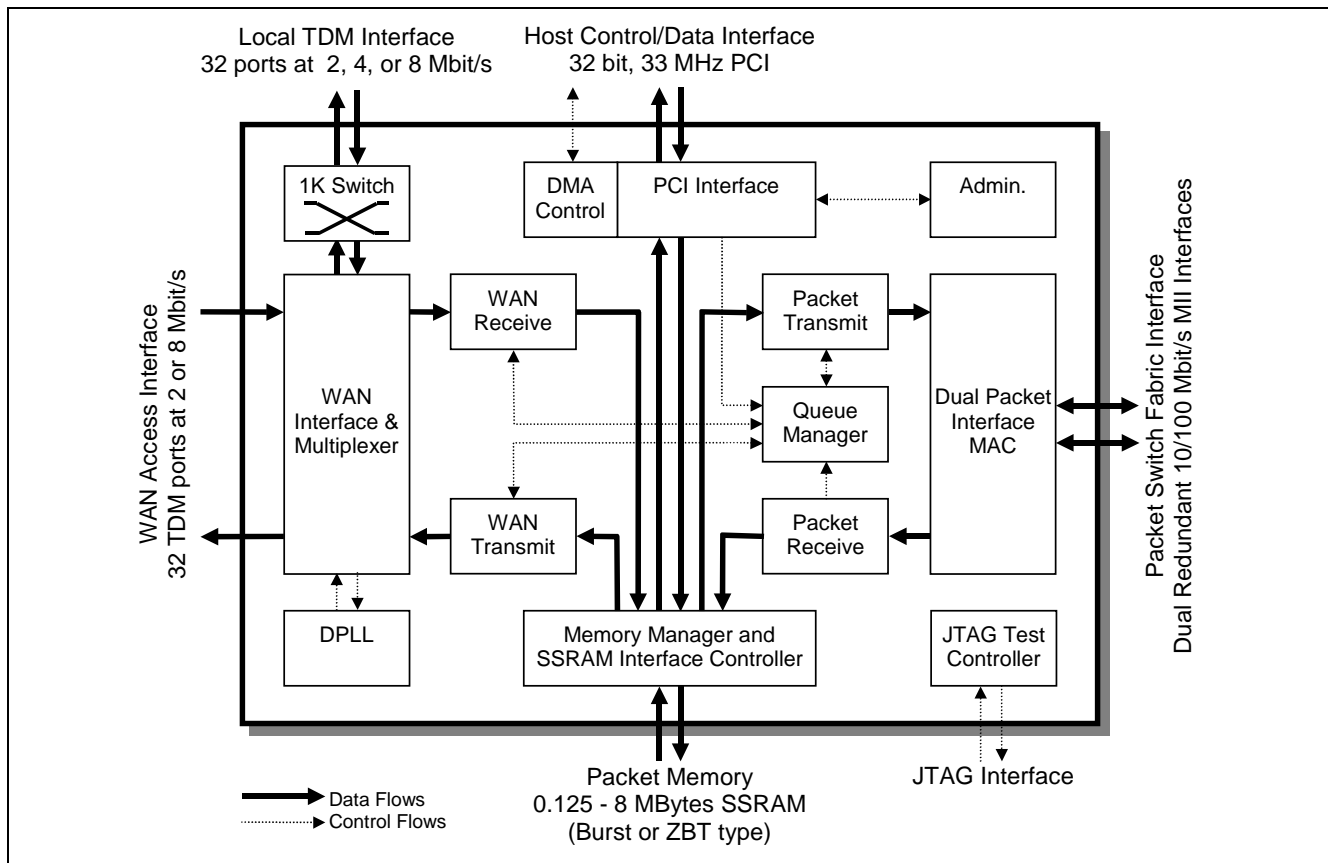 Local TDM Interface
32 ports at 2, 4, or 8 Mbit/s
Host Control/Data Interface
32 bit, 33 MHz PCI
1K Switch
DMA
Control
PCI Interface
Admin.
WAN Access Interface
32 TDM ports at 2 or 8 Mbit/s
WAN
Interface &
Multiplexer
WAN
Receive
WAN
Transmit
Packet
Transmit
Queue
Manager
Packet
Receive
Dual Packet
Interface
MAC
Packet Switch Fabric Interface
Dual Redundant 10/100 Mbit/s MII Interfaces
DPLL
Memory Manager and
SSRAM Interface Controller
JTAG Test
Controller
Data Flows
Control Flows
Packet Memory
0.125 - 8 MBytes SSRAM
(Burst or ZBT type)
JTAG Interface